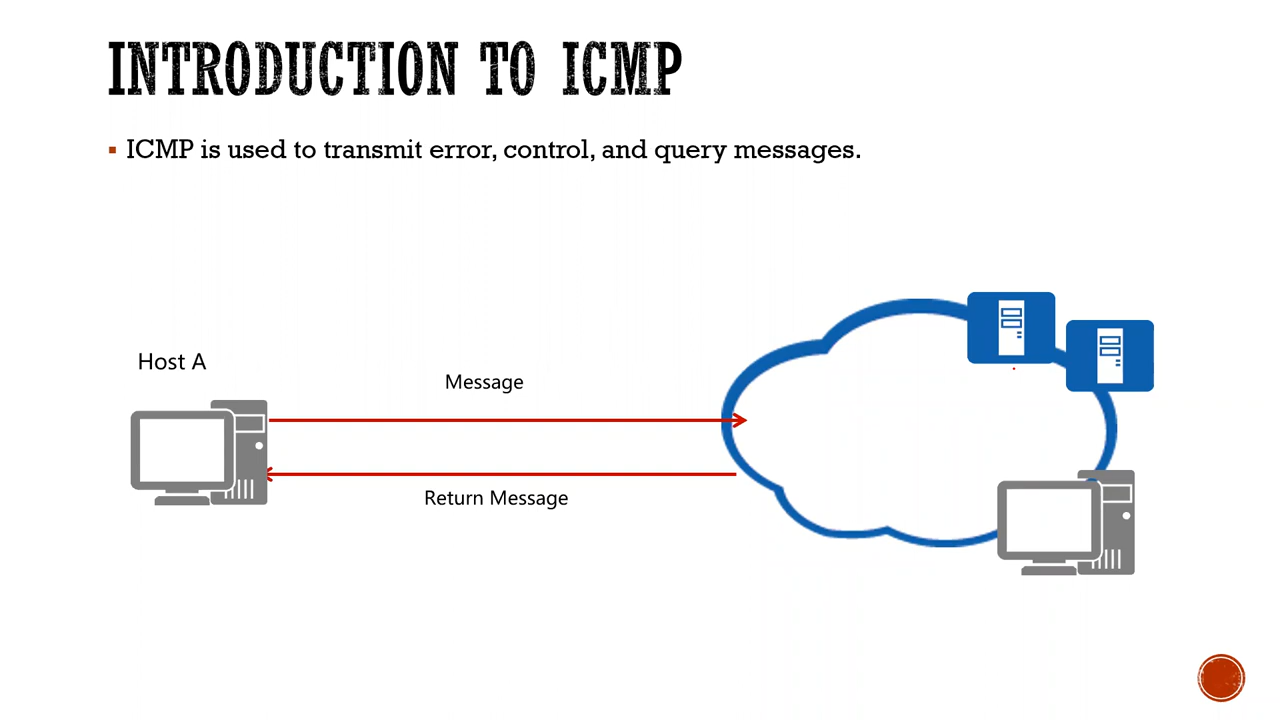 INTRODUCTION TO ICMP
ICMP is used to transmit error, control, and query messages.
Host A
Message
Return Message